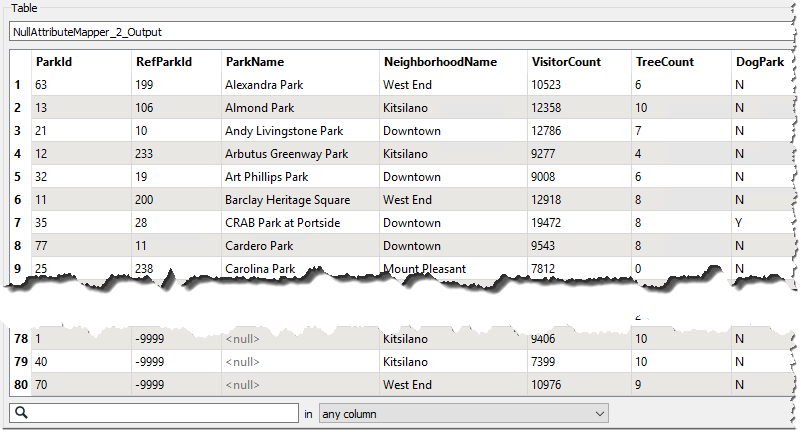 Table
NullAttributeMapper_2_Output
ParkId RefParkId ParkName NeighborhoodName VisitorCount TreeCount DogPark
1 63 199 Alexandra Park West End 10523 6 N
2 13 106 Almond Park Kitsilano 12358 10 N
3 21 10 Andy Livingstone Park Downtown 12786 7 N
4 12 233 Arbutus Greenway Park Kitsilano 9277 4 N
5 32 19 Art Phillips Park Downtown 9008 6 N
6 11 200 Barclay Heritage Square West End 12918 8 N
7 35 28 CRAB Park at Portside Downtown 19472 8 Y
8 77 11 Cardero Park Downtown 9543 8 N
9 25 238 Carolina Park Mount Pleasant 7812 0 N
78 1 -9999 <null> Kitsilano 9406 10 N
79 40 -9999 <null> Kitsilano 7399 10 N
80 70 -9999 <null> West End 10976 9 N
in any column